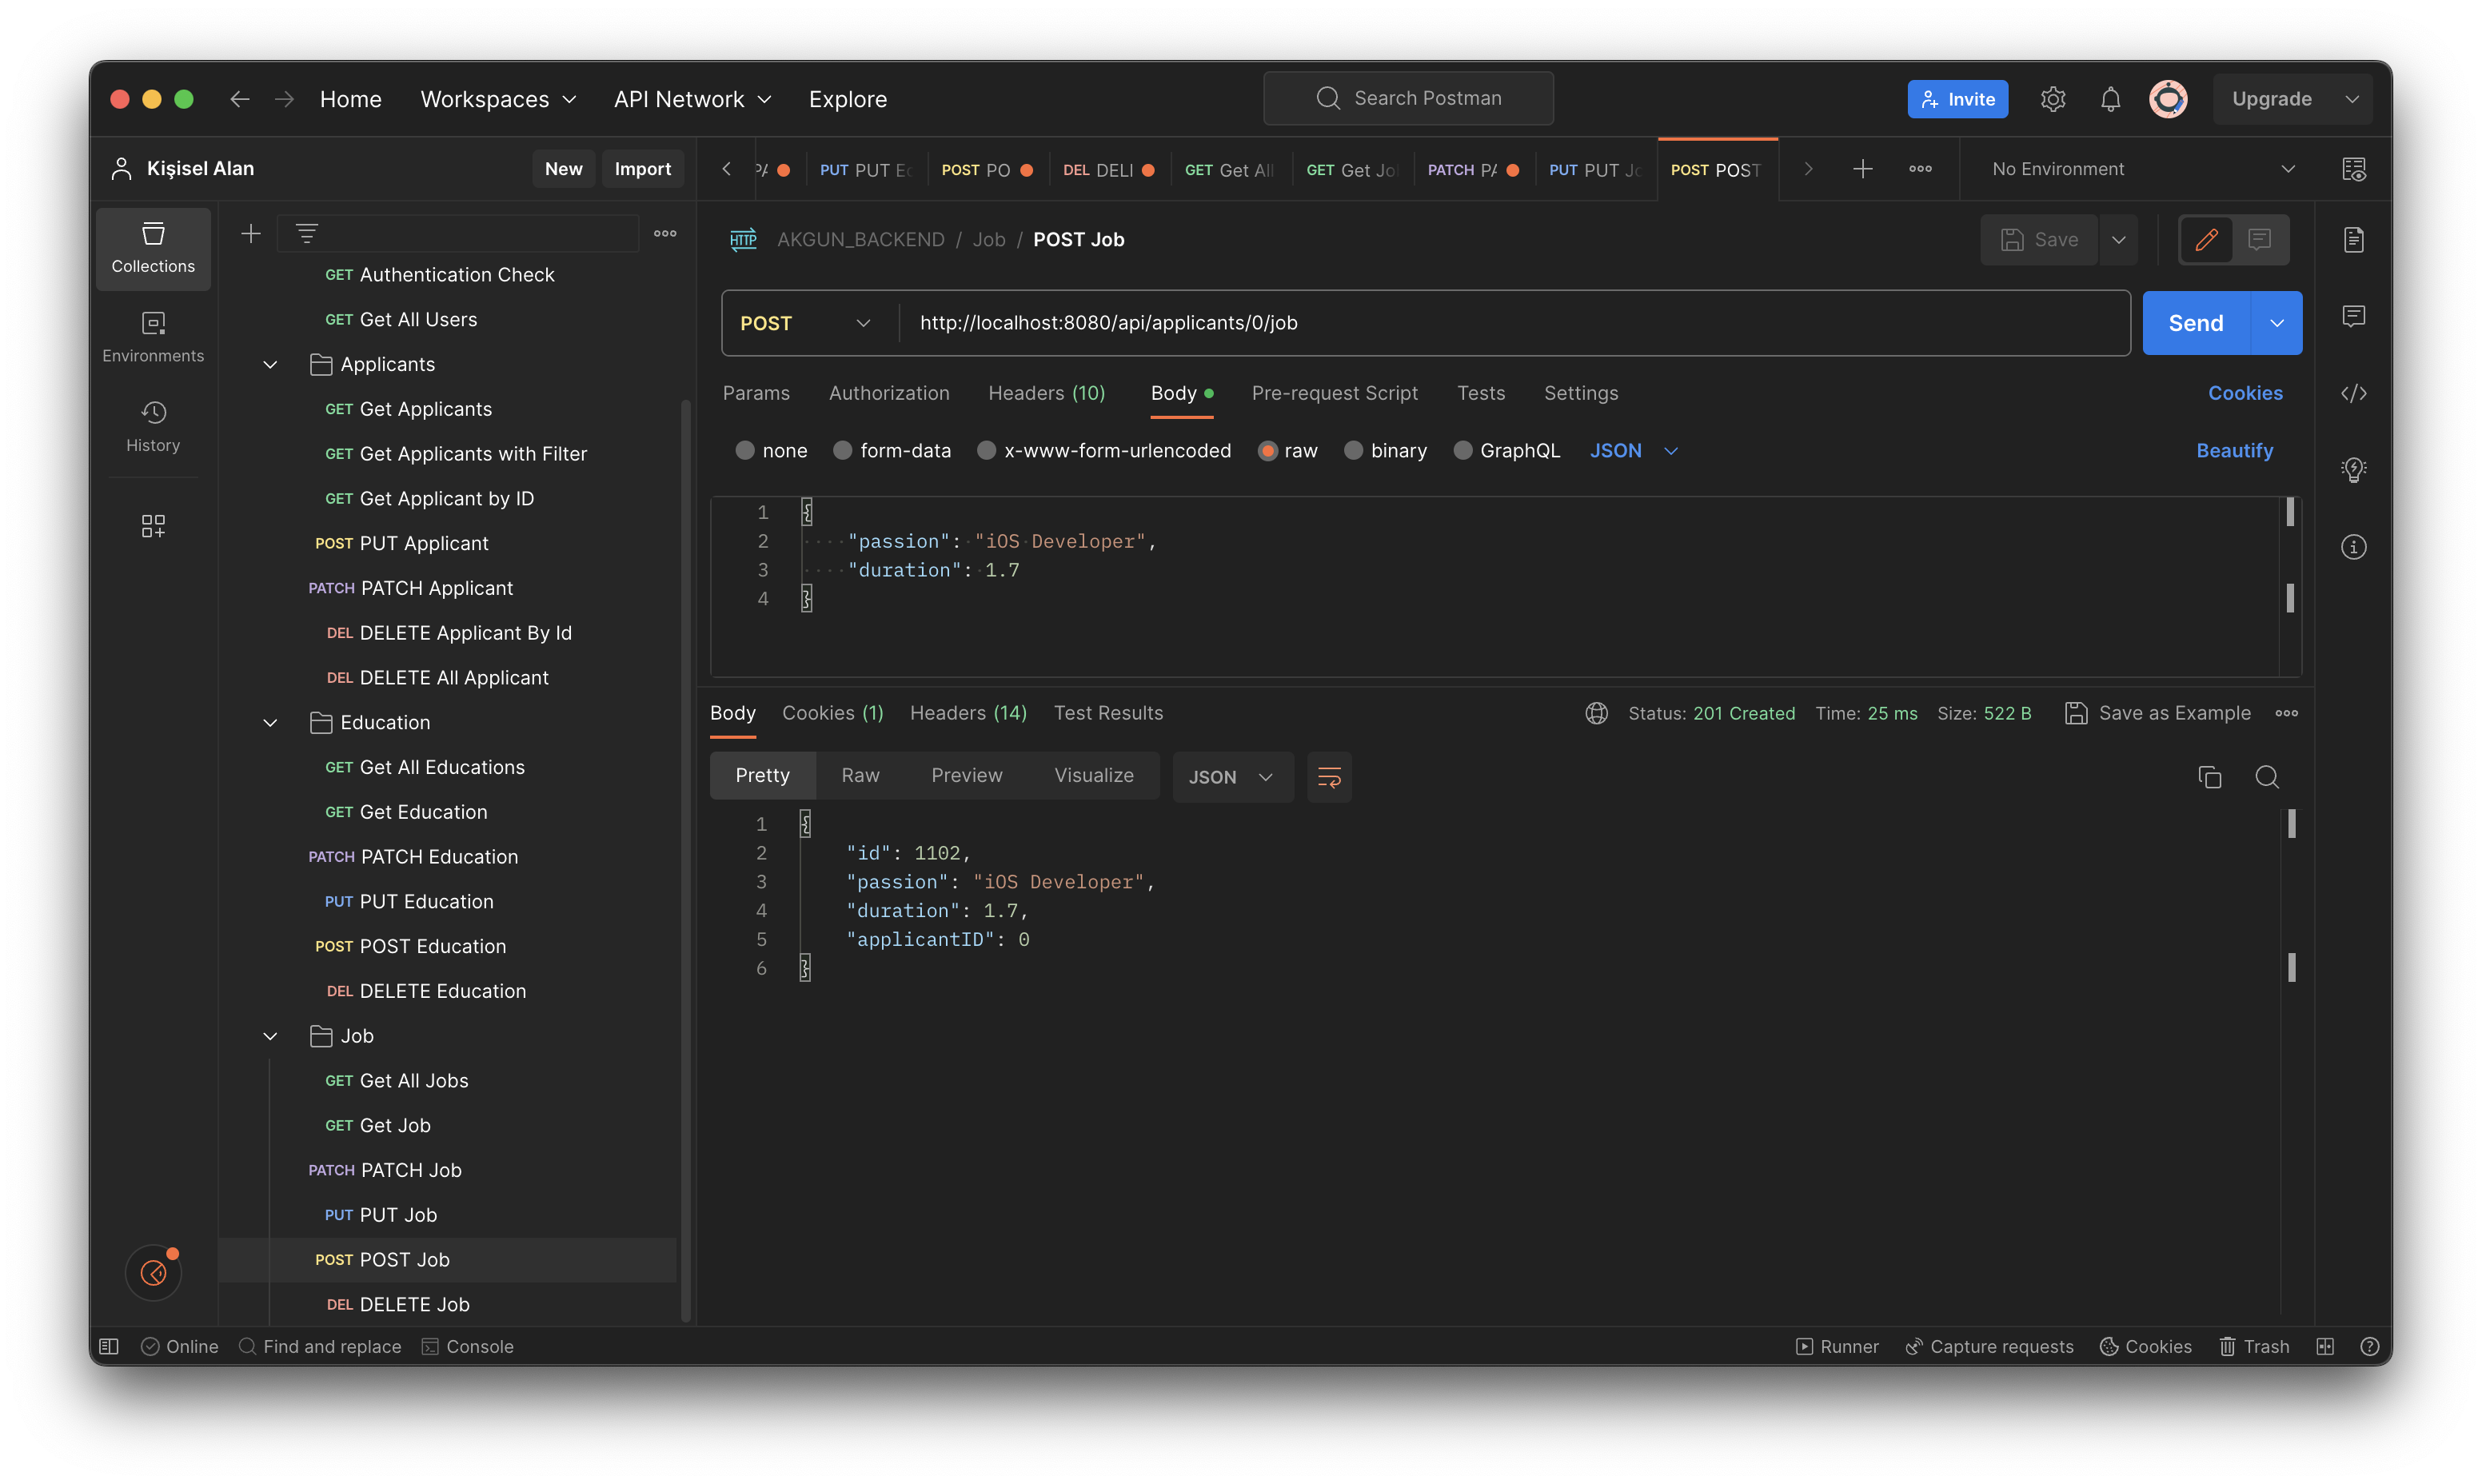 Home Workspaces API Network Explore Search Postman Invite Upgrade
Kişisel Alan New Import
PUT PUT POST PO DEL DELI GET Get All GET Get PATCH PUT PUT POST POST No Environment
Collections
Environments
History
GET Authentication Check
GET Get All Users
Applicants
GET Get Applicants
GET Get Applicants with Filter
GET Get Applicant by ID
POST PUT Applicant
PATCH PATCH Applicant
DEL DELETE Applicant By Id
DEL DELETE All Applicant
Education
GET Get All Educations
GET Get Education
PATCH PATCH Education
PUT PUT Education
POST POST Education
DEL DELETE Education
Job
GET Get All Jobs
GET Get Job
PATCH PATCH Job
PUT PUT Job
POST POST Job
DEL DELETE Job
HTTP AKGUN_BACKEND / Job / POST Job Save
POST http://localhost:8080/api/applicants/0/job Send
Params Authorization Headers (10) Body Pre-request Script Tests Settings Cookies
none form-data x-www-form-urlencoded raw binary GraphQL JSON Beautify
1 {
2 "passion": "iOS Developer",
3 "duration": 1.7
4 }
Body Cookies (1) Headers (14) Test Results Status: 201 Created Time: 25 ms Size: 522 B Save as Example
Pretty Raw Preview Visualize JSON
1 {
2 "id": 1102,
3 "passion": "iOS Developer",
4 "duration": 1.7,
5 "applicantID": 0
6 }
Online Find and replace Console Runner Capture requests Cookies Trash